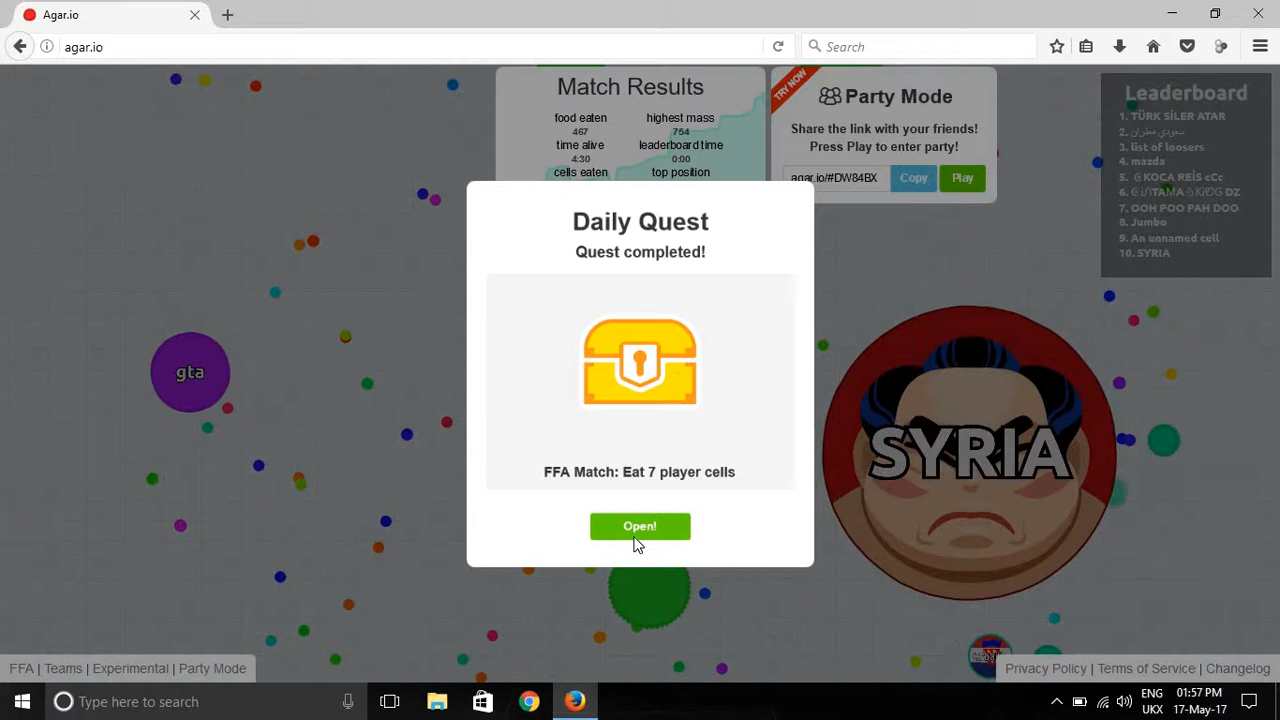 Agar.io
agar.io
Search
Match Results
food eaten
highest mass
467
754
time alive
leaderboard time
4:30
0:00
cells eaten
top position
TRY NOW
Party Mode
Share the link with your friends!
Press Play to enter party!
agar.io/#DW84BX
Copy
Play
Leaderboard
1. TÜRK SİLER ATAR
2. سعودي مطران
3. list of loosers
4. mazda
5. KOCA REİS cCc
7. OOH POO PAH DOO
8. Jumbo
9. An unnamed cell
10. SYRIA
Daily Quest
Quest completed!
FFA Match: Eat 7 player cells
Open!
gta
SYRIA
FFA | Teams | Experimental | Party Mode
Privacy Policy | Terms of Service | Changelog
Type here to search
ENG
UKX
01:57 PM
17-May-17